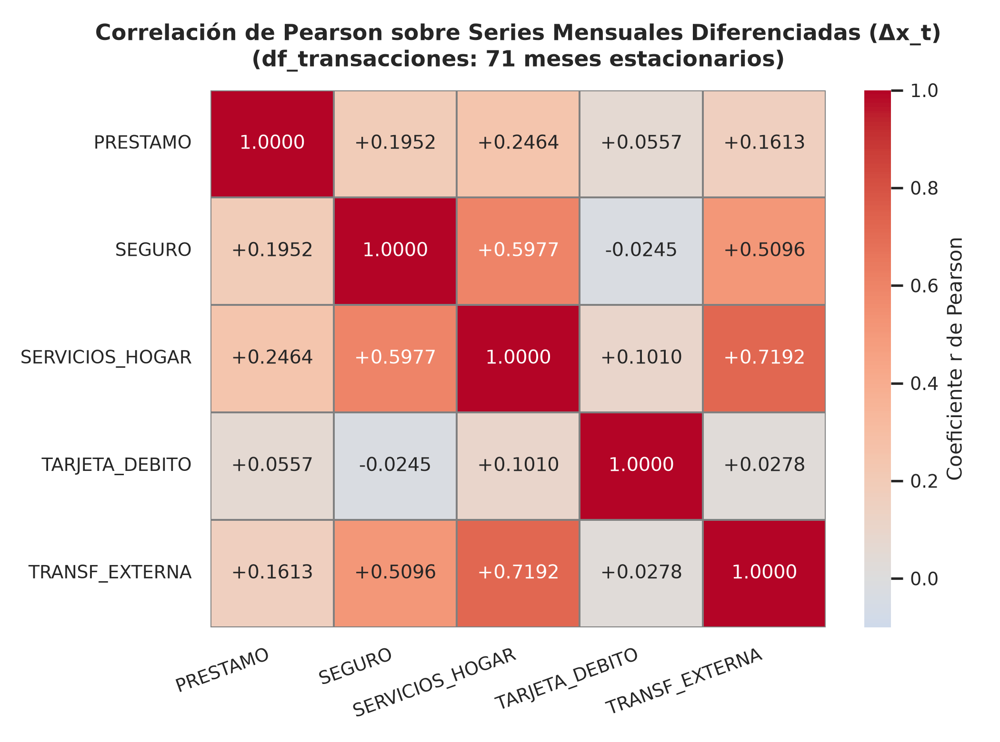 Correlación de Pearson sobre Series Mensuales Diferenciadas (Δx_t)
(df_transacciones: 71 meses estacionarios)
PRESTAMO 1.0000 +0.1952 +0.2464 +0.0557 +0.1613
SEGURO +0.1952 1.0000 +0.5977 -0.0245 +0.5096
SERVICIOS_HOGAR +0.2464 +0.5977 1.0000 +0.1010 +0.7192
TARJETA_DEBITO +0.0557 -0.0245 +0.1010 1.0000 +0.0278
TRANSF_EXTERNA +0.1613 +0.5096 +0.7192 +0.0278 1.0000
PRESTAMO
SEGURO
SERVICIOS_HOGAR
TARJETA_DEBITO
TRANSF_EXTERNA
1.0
0.8
0.6
0.4
0.2
0.0
Coeficiente r de Pearson